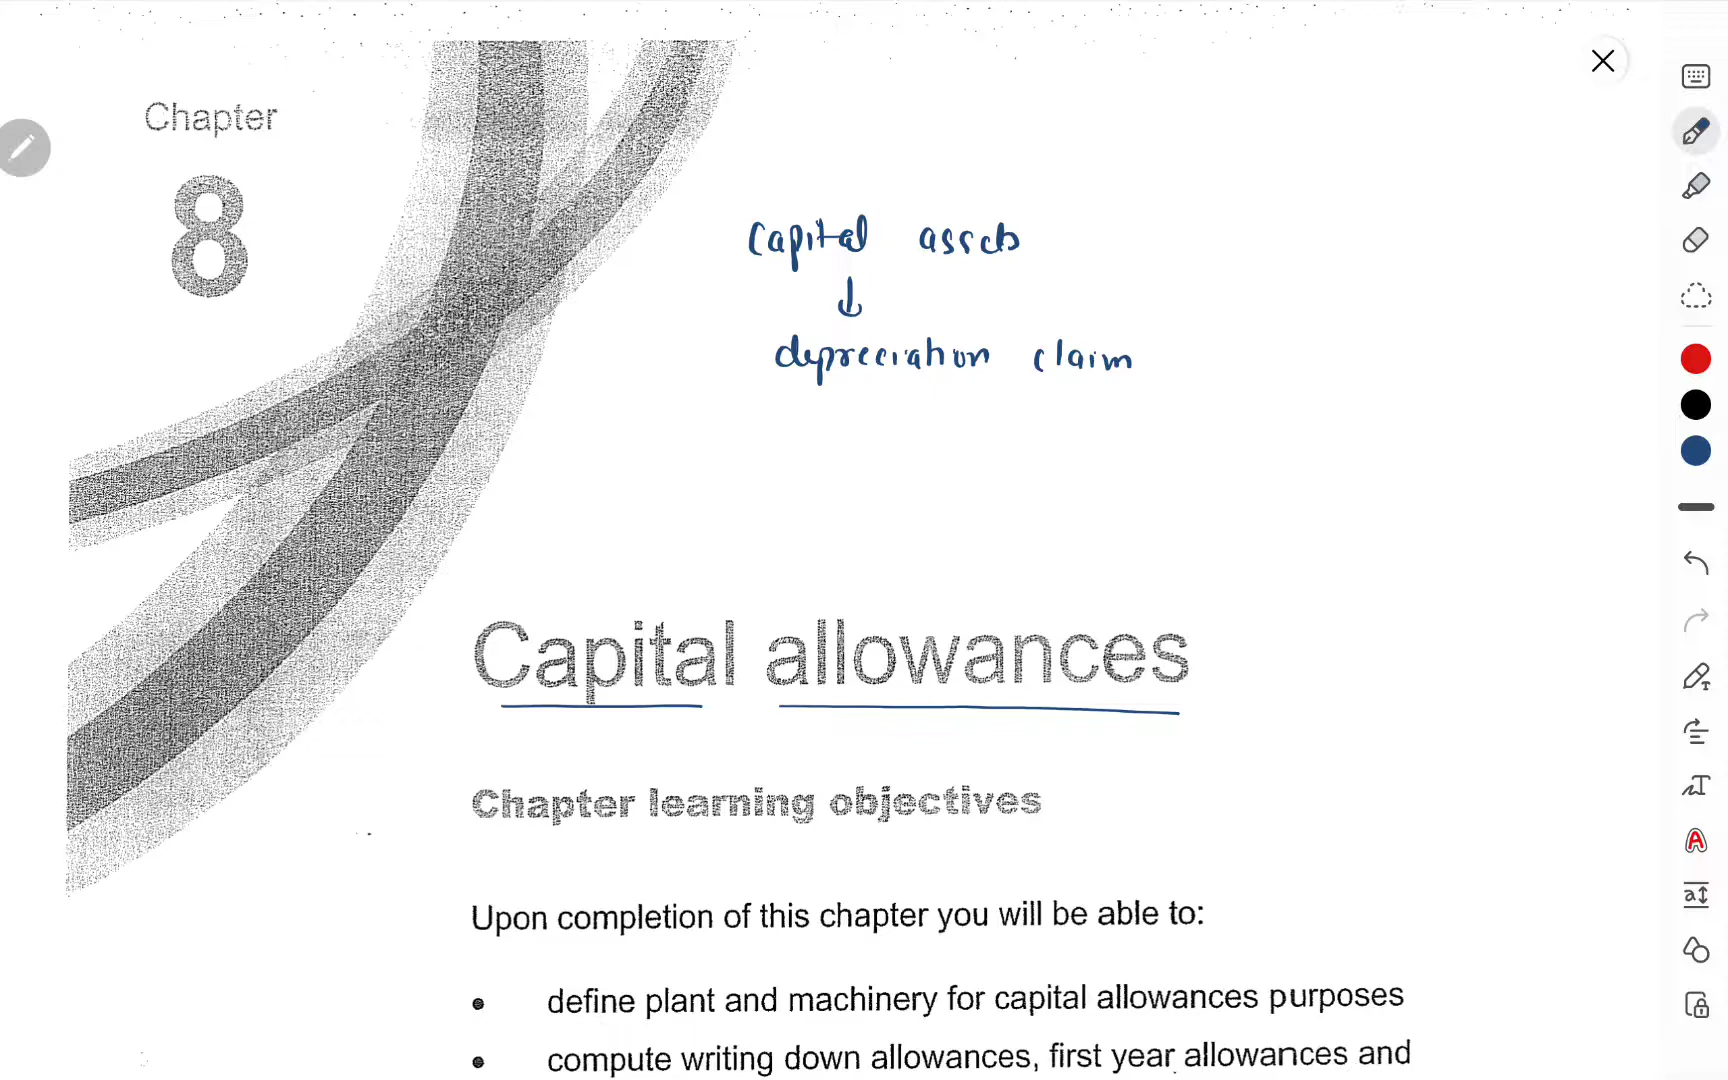 Chapter
8
Capital assets
↓
depreciation claim
Capital allowances
Chapter learning objectives
Upon completion of this chapter you will be able to:
• define plant and machinery for capital allowances purposes
• compute writing down allowances, first year allowances and